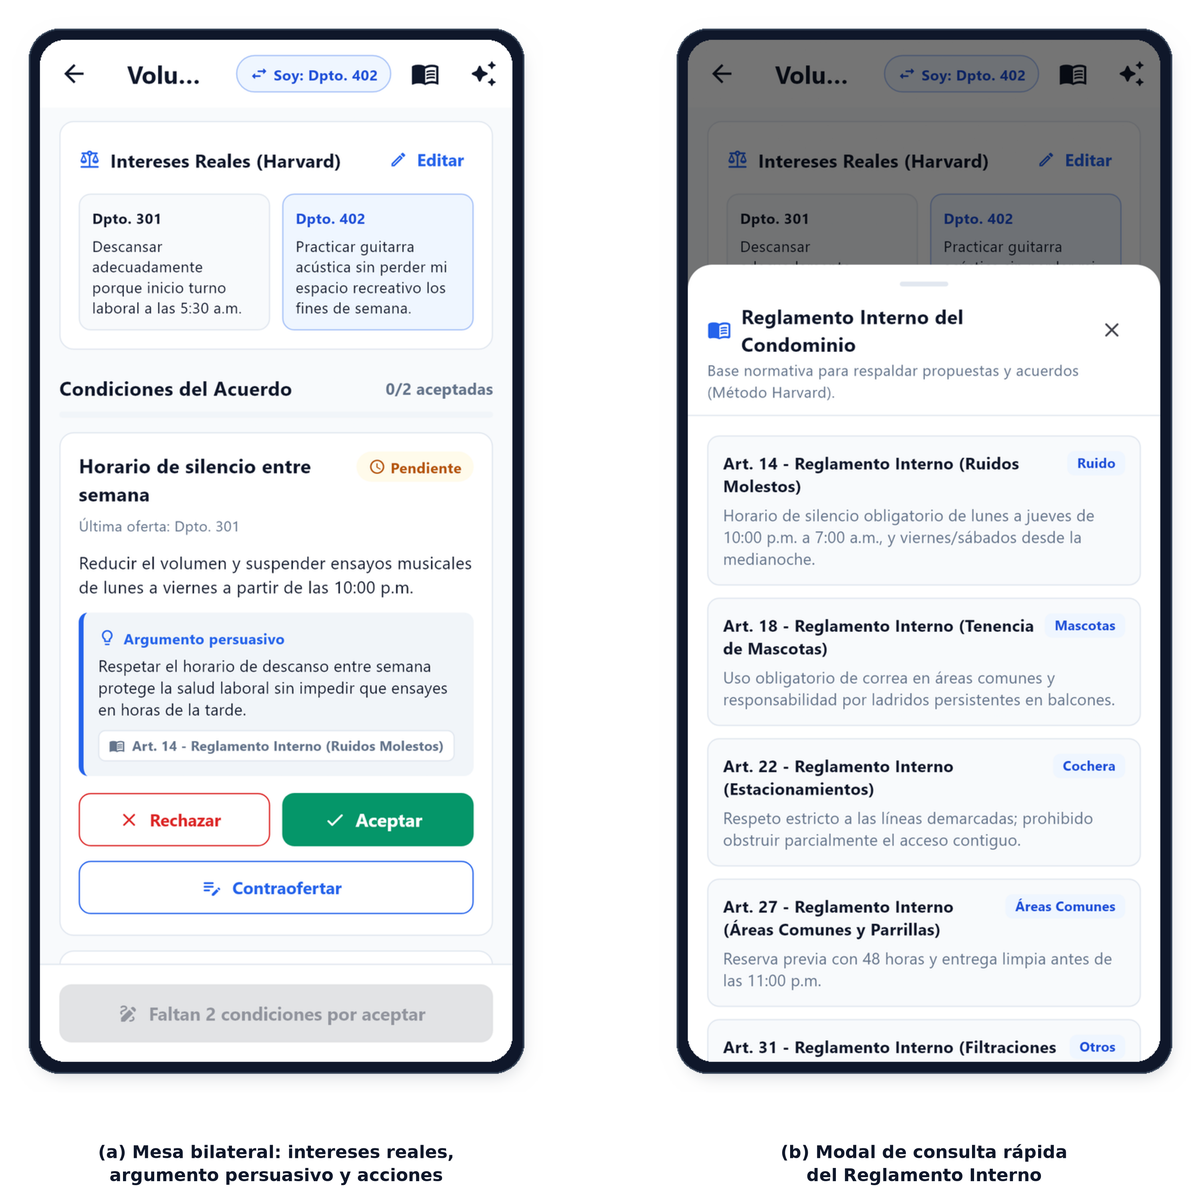 Volu...
Soy: Dpto. 402
Intereses Reales (Harvard)
Editar
Dpto. 301
Descansar
adecuadamente
porque inicio turno
laboral a las 5:30 a.m.
Dpto. 402
Practicar guitarra
acústica sin perder mi
espacio recreativo los
fines de semana.
Condiciones del Acuerdo
0/2 aceptadas
Horario de silencio entre
semana
Pendiente
Última oferta: Dpto. 301
Reducir el volumen y suspender ensayos musicales
de lunes a viernes a partir de las 10:00 p.m.
Argumento persuasivo
Respetar el horario de descanso entre semana
protege la salud laboral sin impedir que ensayes
en horas de la tarde.
Art. 14 - Reglamento Interno (Ruidos Molestos)
Rechazar
Aceptar
Contraofertar
Faltan 2 condiciones por aceptar
(a) Mesa bilateral: intereses reales,
argumento persuasivo y acciones
Volu...
Soy: Dpto. 402
Intereses Reales (Harvard)
Editar
Dpto. 301
Descansar
Dpto. 402
Practicar guitarra
Reglamento Interno del
Condominio
Base normativa para respaldar propuestas y acuerdos
(Método Harvard).
Art. 14 - Reglamento Interno (Ruidos
Molestos)
Ruido
Horario de silencio obligatorio de lunes a jueves de
10:00 p.m. a 7:00 a.m., y viernes/sábados desde la
medianoche.
Art. 18 - Reglamento Interno (Tenencia
de Mascotas)
Mascotas
Uso obligatorio de correa en áreas comunes y
responsabilidad por ladridos persistentes en balcones.
Art. 22 - Reglamento Interno
(Estacionamientos)
Cochera
Respeto estricto a las líneas demarcadas; prohibido
obstruir parcialmente el acceso contiguo.
Art. 27 - Reglamento Interno
(Áreas Comunes y Parrillas)
Áreas Comunes
Reserva previa con 48 horas y entrega limpia antes de
las 11:00 p.m.
Art. 31 - Reglamento Interno (Filtraciones
Otros
(b) Modal de consulta rápida
del Reglamento Interno